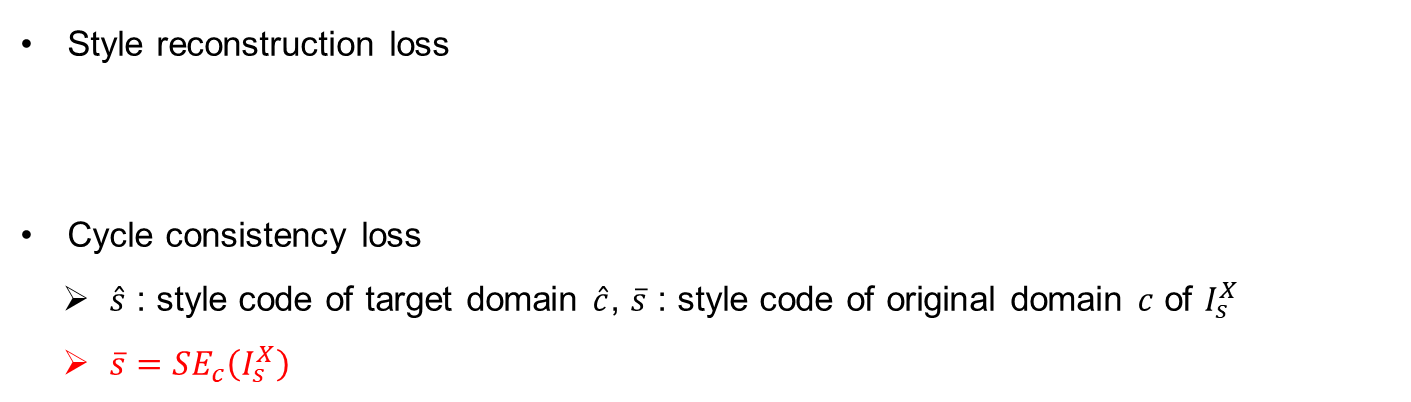 • Style reconstruction loss
• Cycle consistency loss
➢ ŝ : style code of target domain ĉ, s̄ : style code of original domain c of I_s^X
➢ s̄ = SE_c(I_s^X)